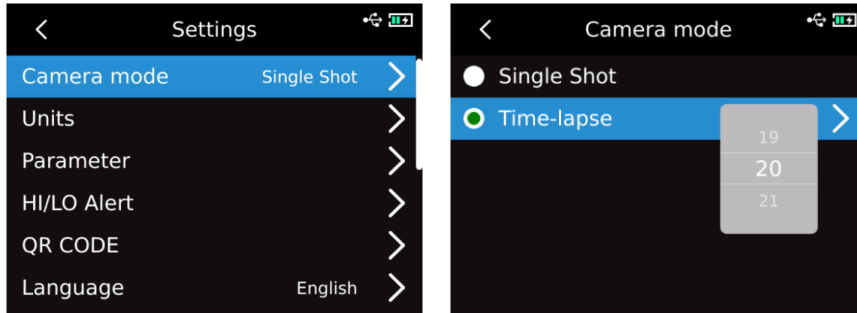 Settings
Camera mode Single Shot
Units
Parameter
HI/LO Alert
QR CODE
Language English
Camera mode
Single Shot
Time-lapse
19
20
21